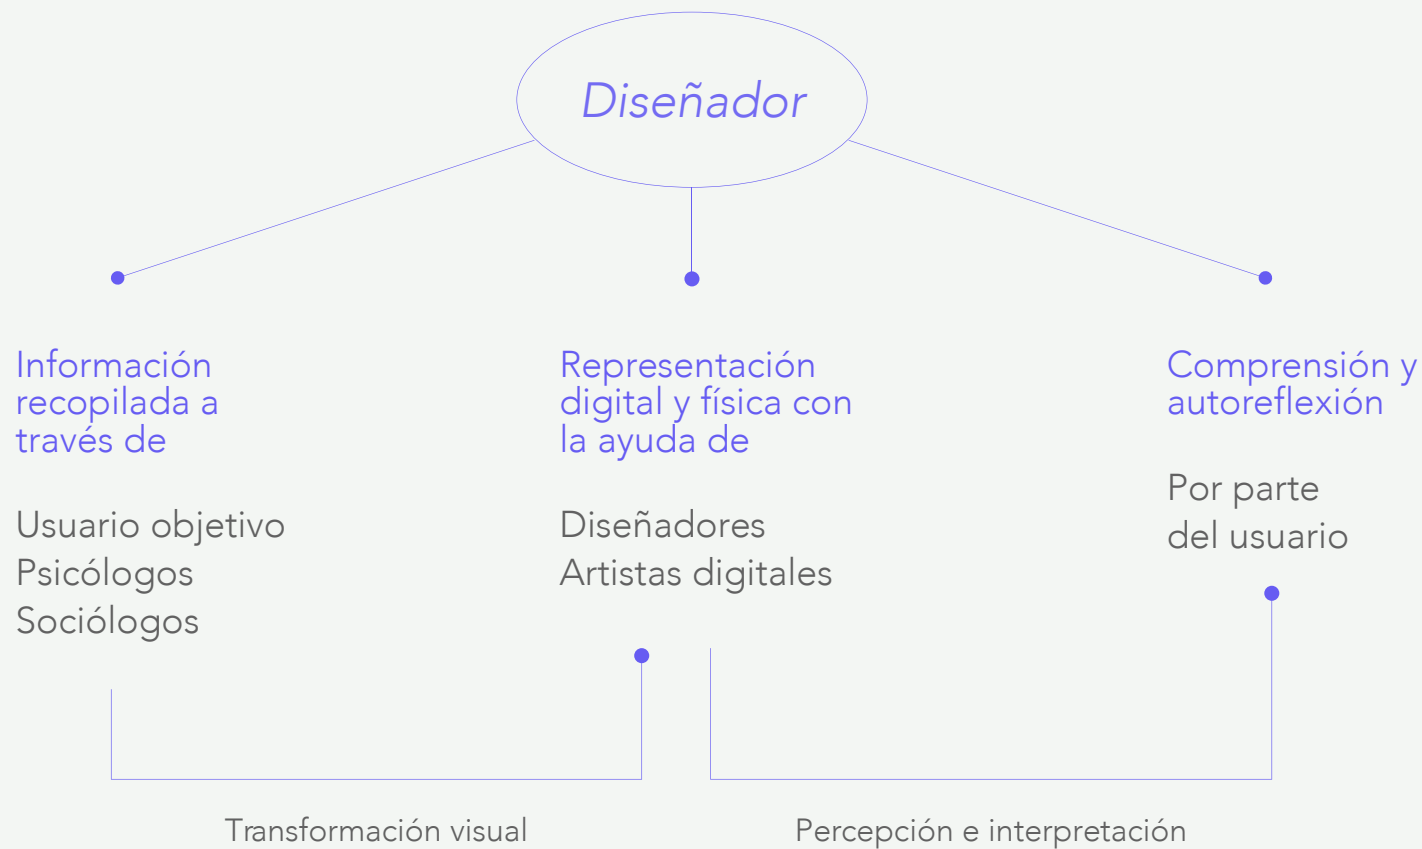 Diseñador
Información
recopilada a
través de
Usuario objetivo
Psicólogos
Sociólogos
Representación
digital y física con
la ayuda de
Diseñadores
Artistas digitales
Comprensión y
autoreflexión
Por parte
del usuario
Transformación visual
Percepción e interpretación